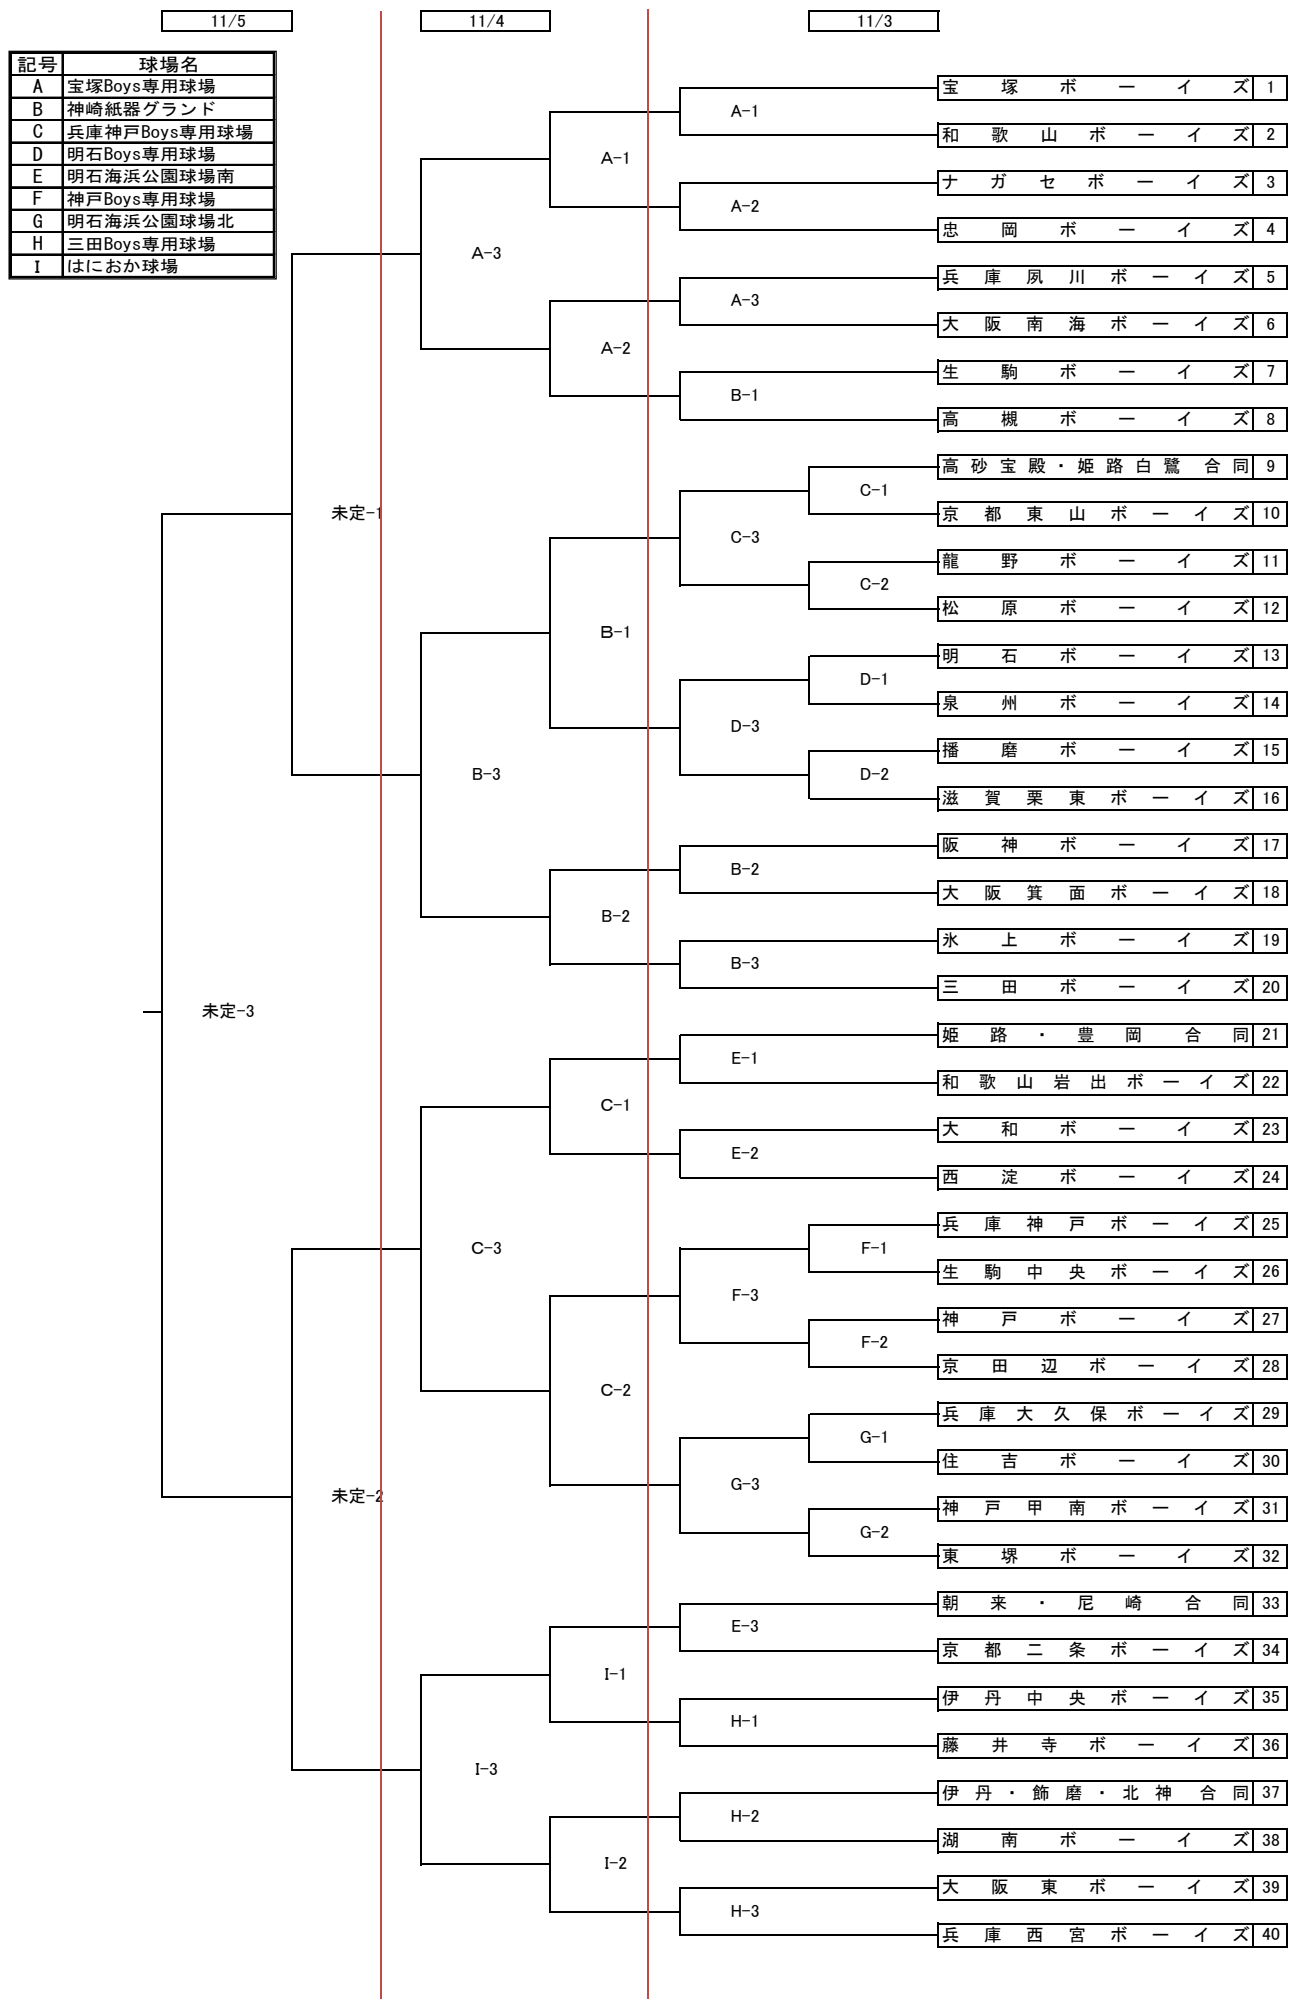 11/5 11/4 11/3
記号 球場名
A 宝塚Boys専用球場
B 神崎紙器グランド
C 兵庫神戸Boys専用球場
D 明石Boys専用球場
E 明石海浜公園球場南
F 神戸Boys専用球場
G 明石海浜公園球場北
H 三田Boys専用球場
I はにおか球場
宝塚ボーイズ 1
A-1
和歌山ボーイズ 2
A-1
ナガセボーイズ 3
A-2
忠岡ボーイズ 4
A-3
兵庫夙川ボーイズ 5
A-3
大阪南海ボーイズ 6
A-2
生駒ボーイズ 7
B-1
高槻ボーイズ 8
高砂宝殿・姫路白鷺 合同 9
C-1
未定-1
京都東山ボーイズ 10
C-3
龍野ボーイズ 11
C-2
松原ボーイズ 12
B-1
明石ボーイズ 13
D-1
泉州ボーイズ 14
D-3
播磨ボーイズ 15
B-3
D-2
滋賀栗東ボーイズ 16
阪神ボーイズ 17
B-2
大阪箕面ボーイズ 18
B-2
氷上ボーイズ 19
B-3
三田ボーイズ 20
未定-3
姫路・豊岡 合同 21
E-1
和歌山岩出ボーイズ 22
C-1
大和ボーイズ 23
E-2
西淀ボーイズ 24
兵庫神戸ボーイズ 25
C-3
F-1
生駒中央ボーイズ 26
F-3
神戸ボーイズ 27
F-2
京田辺ボーイズ 28
C-2
兵庫大久保ボーイズ 29
G-1
住吉ボーイズ 30
G-3
未定-2
神戸甲南ボーイズ 31
G-2
東堺ボーイズ 32
朝来・尼崎 合同 33
E-3
京都二条ボーイズ 34
I-1
伊丹中央ボーイズ 35
H-1
藤井寺ボーイズ 36
I-3
伊丹・飾磨・北神 合同 37
H-2
湖南ボーイズ 38
I-2
大阪東ボーイズ 39
H-3
兵庫西宮ボーイズ 40